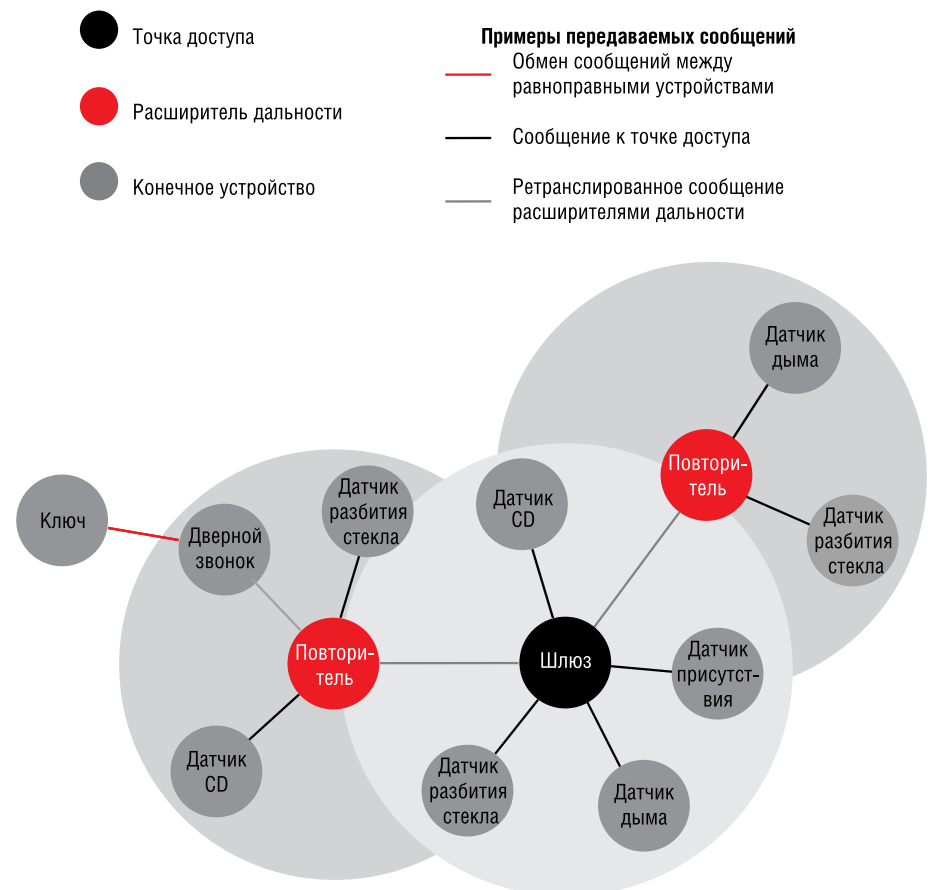 Точка доступа
Расширитель дальности
Конечное устройство
Примеры передаваемых сообщений
Обмен сообщений между
равноправными устройствами
Сообщение к точке доступа
Ретранслированное сообщение
расширителями дальности
Датчик
дыма
Повтори-
тель
Датчик
разбития
стекла
Датчик
CD
Датчик
разбития
стекла
Ключ
Дверной
звонок
Повтори-
тель
Шлюз
Датчик
присутст-
вия
Датчик
CD
Датчик
разбития
стекла
Датчик
дыма